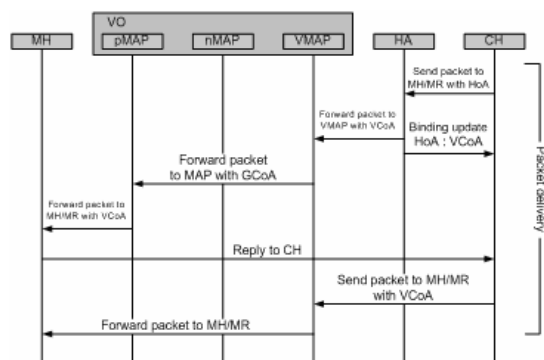 VO
MH
pMAP
nMAP
VMAP
HA
CH
Send packet to
MH/MR with HoA
Forward packet to
VMAP with VCoA
Binding update
HoA : VCoA
Forward packet
to MAP with GCoA
Forward packet to
MH/MR with VCoA
Reply to CH
Send packet to MH/MR
with VCoA
Forward packet to MH/MR
Packet delivery